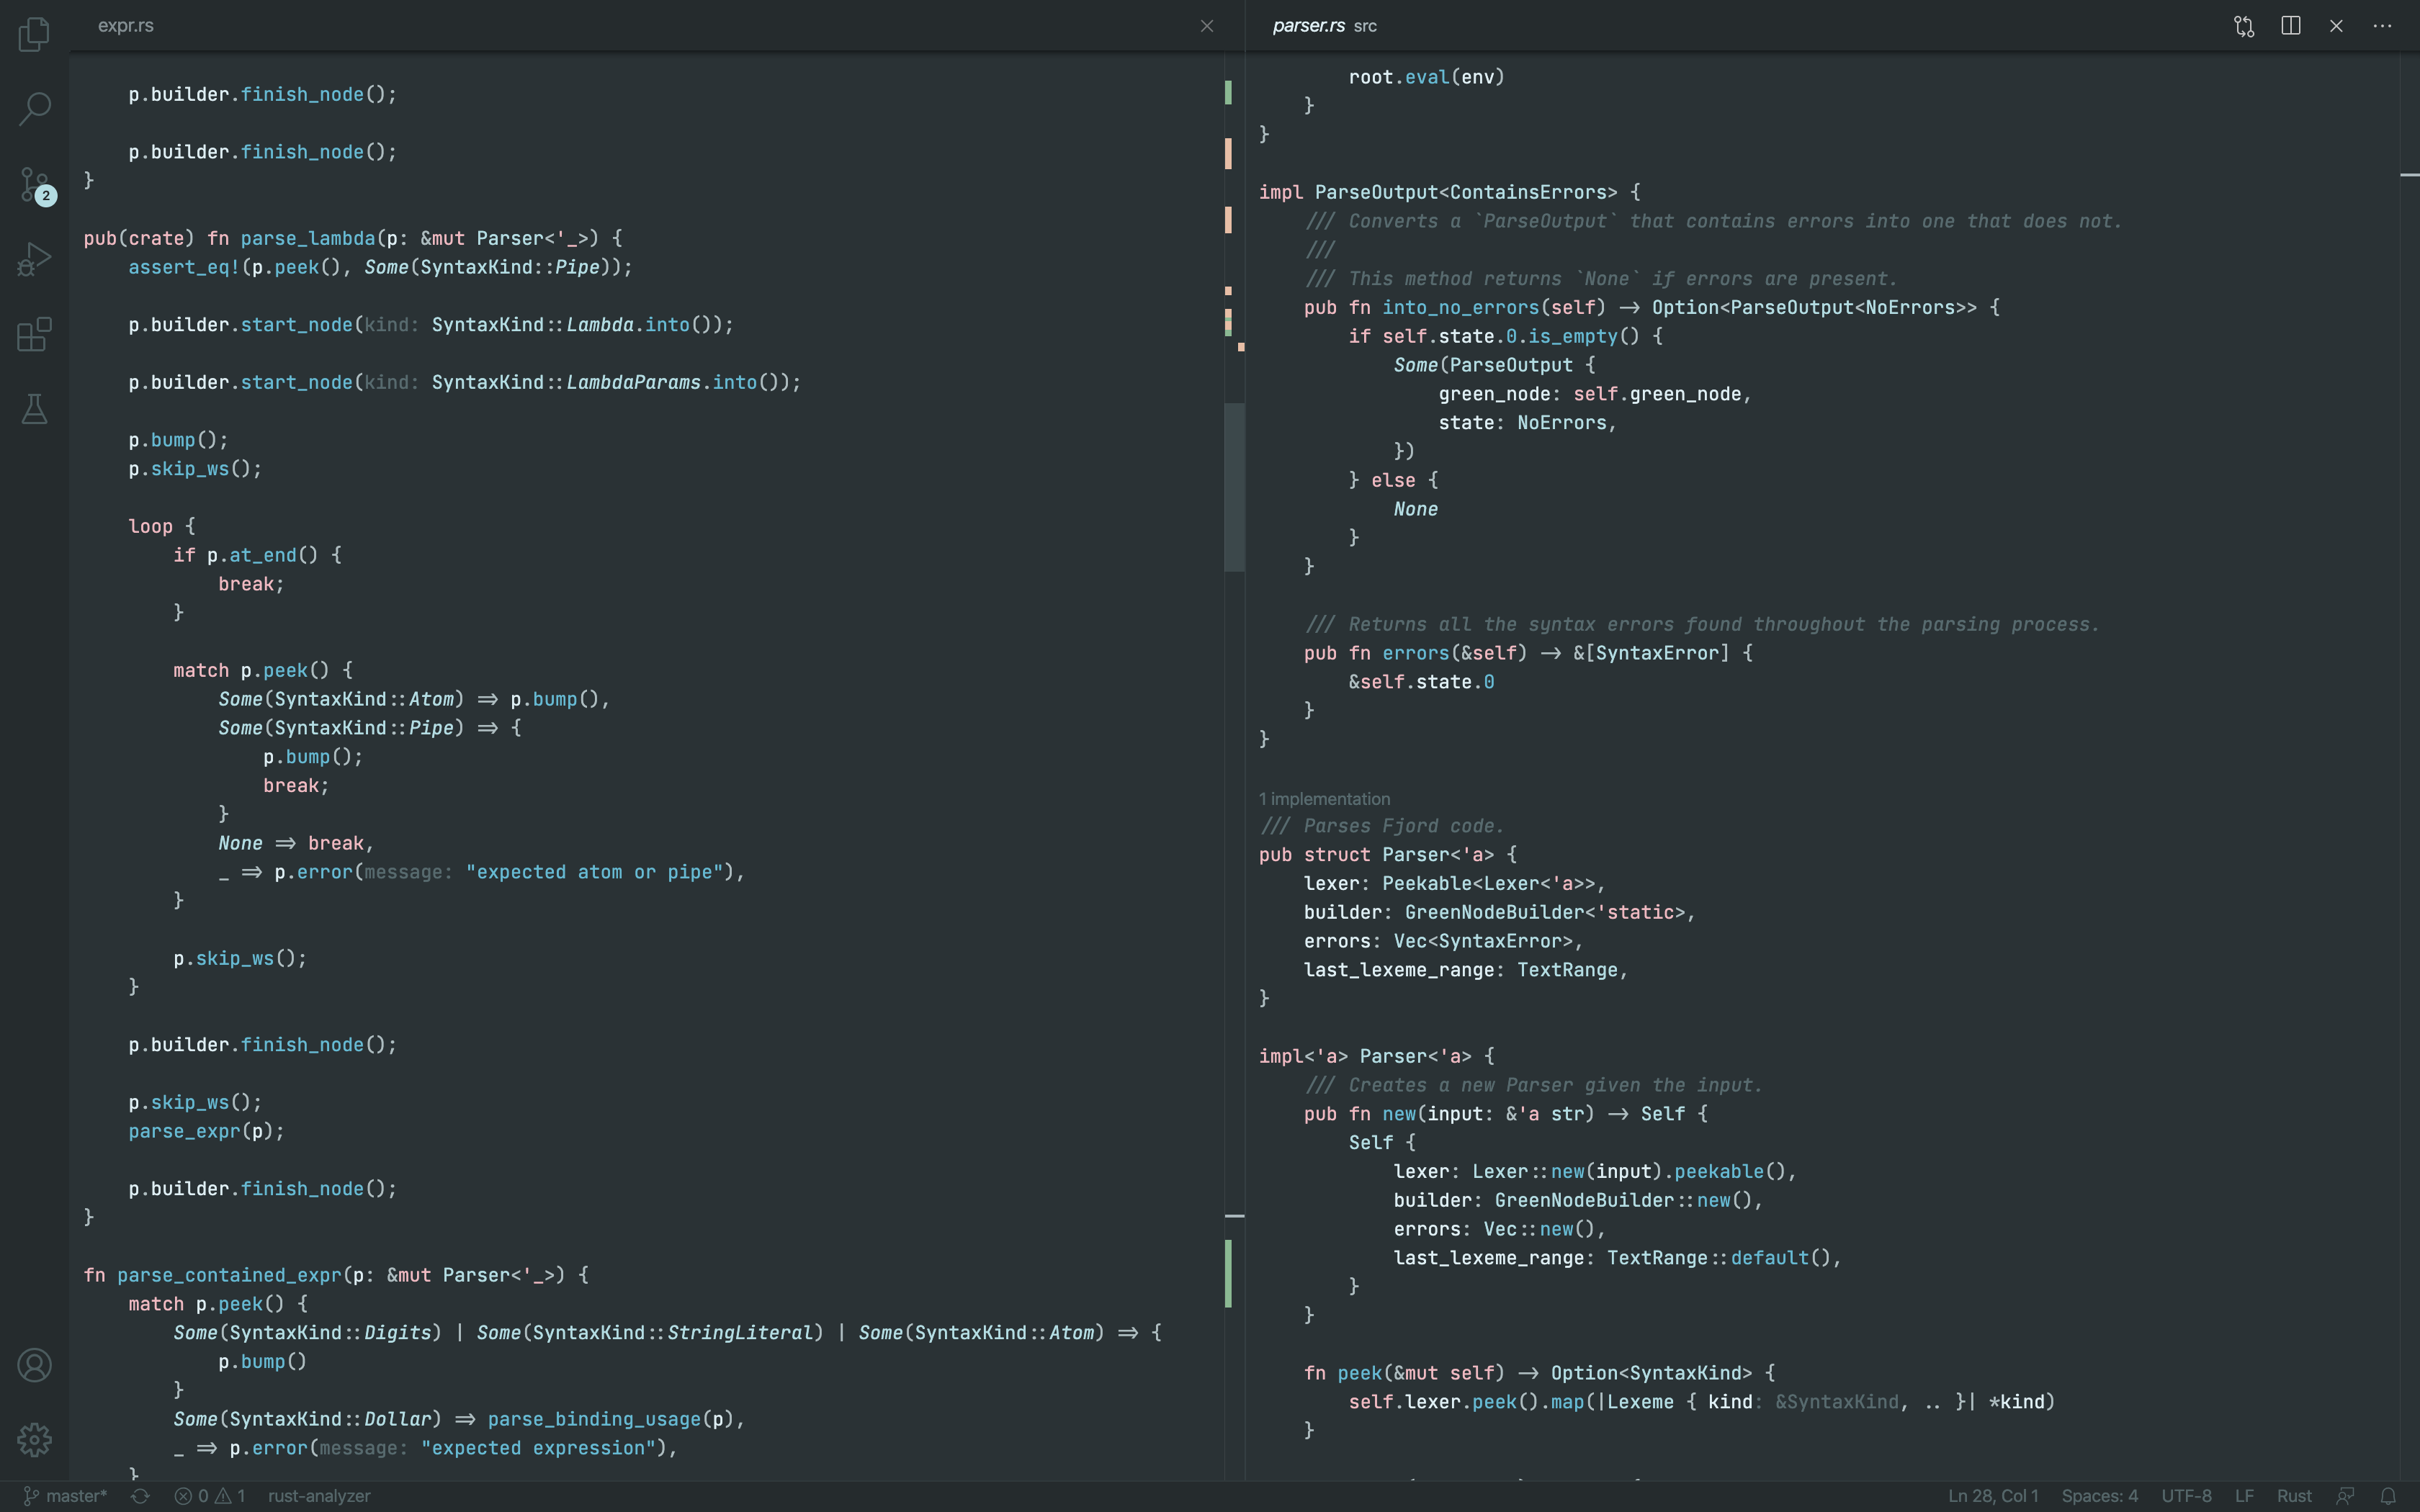 expr.rs
p.builder.finish_node();
p.builder.finish_node();
}
pub(crate) fn parse_lambda(p: &mut Parser<'_>) {
assert_eq!(p.peek(), Some(SyntaxKind::Pipe));
p.builder.start_node(kind: SyntaxKind::Lambda.into());
p.builder.start_node(kind: SyntaxKind::LambdaParams.into());
p.bump();
p.skip_ws();
loop {
if p.at_end() {
break;
}
match p.peek() {
Some(SyntaxKind::Atom) => p.bump(),
Some(SyntaxKind::Pipe) => {
p.bump();
break;
}
None => break,
_ => p.error(message: "expected atom or pipe"),
}
p.skip_ws();
}
p.builder.finish_node();
p.skip_ws();
parse_expr(p);
p.builder.finish_node();
}
fn parse_contained_expr(p: &mut Parser<'_>) {
match p.peek() {
Some(SyntaxKind::Digits) | Some(SyntaxKind::StringLiteral) | Some(SyntaxKind::Atom) => {
p.bump()
}
Some(SyntaxKind::Dollar) => parse_binding_usage(p),
_ => p.error(message: "expected expression"),
}
parser.rs src
root.eval(env)
}
}
impl ParseOutput<ContainsErrors> {
/// Converts a `ParseOutput` that contains errors into one that does not.
///
/// This method returns `None` if errors are present.
pub fn into_no_errors(self) -> Option<ParseOutput<NoErrors>> {
if self.state.0.is_empty() {
Some(ParseOutput {
green_node: self.green_node,
state: NoErrors,
})
} else {
None
}
}
/// Returns all the syntax errors found throughout the parsing process.
pub fn errors(&self) -> &[SyntaxError] {
&self.state.0
}
}
1 implementation
/// Parses Fjord code.
pub struct Parser<'a> {
lexer: Peekable<Lexer<'a>>,
builder: GreenNodeBuilder<'static>,
errors: Vec<SyntaxError>,
last_lexeme_range: TextRange,
}
impl<'a> Parser<'a> {
/// Creates a new Parser given the input.
pub fn new(input: &'a str) -> Self {
Self {
lexer: Lexer::new(input).peekable(),
builder: GreenNodeBuilder::new(),
errors: Vec::new(),
last_lexeme_range: TextRange::default(),
}
}
fn peek(&mut self) -> Option<SyntaxKind> {
self.lexer.peek().map(|Lexeme { kind: &SyntaxKind, .. }| *kind)
}
2
master* 0 1 rust-analyzer Ln 28, Col 1 Spaces: 4 UTF-8 LF Rust